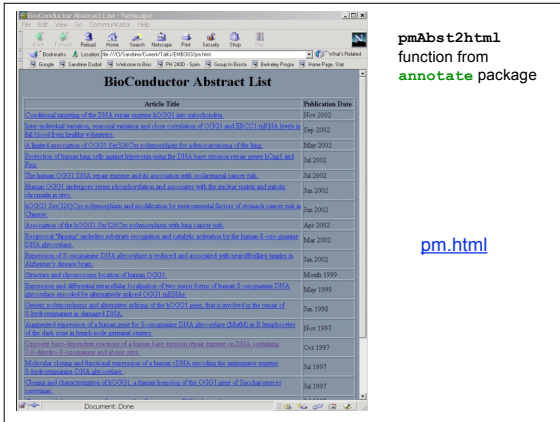 BioConductor Abstract List - Netscape
File Edit View Go Communicator Help
Back Forward Reload Home Search Netscape Print Security Shop Stop
Bookmarks Location: file:///C|/Sandrine/CurrentTalks/EMBO03/pm.html What's Related
Google Sandrine Dudoit Welcome to Bioc PH 240D - Spirin Group:In Biosta Berkeley Progra Home Page, Stat
BioConductor Abstract List
Article Title Publication Date
Conditional targeting of the DNA repair enzyme hOGG1 into mitochondria. Nov 2002
Inter-individual variation, seasonal variation and close correlation of OGG1 and ERCC1 mRNA levels in
full blood from healthy volunteers. Sep 2002
A limited association of OGG1 Ser326Cys polymorphism for adenocarcinoma of the lung. May 2002
Protection of human lung cells against hyperoxia using the DNA base excision repair genes hOgg1 and
Fpg. Jul 2002
The human OGG1 DNA repair enzyme and its association with orolaryngeal cancer risk. Jul 2002
Human OGG1 undergoes serine phosphorylation and associates with the nuclear matrix and mitotic
chromatin in vivo. Jun 2002
hOGG1 Ser(326)Cys polymorphism and modification by environmental factors of stomach cancer risk in
Chinese. Jun 2002
Association of the hOGG1 Ser326Cys polymorphism with lung cancer risk. Apr 2002
Reciprocal "flipping" underlies substrate recognition and catalytic activation by the human 8-oxo-guanine
DNA glycosylase. Mar 2002
Expression of 8-oxoguanine DNA glycosylase is reduced and associated with neurofibrillary tangles in
Alzheimer's disease brain. Jan 2002
Structure and chromosome location of human OGG1. Month 1999
Expression and differential intracellular localization of two major forms of human 8-oxoguanine DNA
glycosylase encoded by alternatively spliced OGG1 mRNAs. May 1999
Genetic polymorphisms and alternative splicing of the hOGG1 gene, that is involved in the repair of
8-hydroxyguanine in damaged DNA. Jun 1998
Augmented expression of a human gene for 8-oxoguanine DNA glycosylase (MutM) in B lymphocytes
of the dark zone in lymph node germinal centers. Nov 1997
Opposite base-dependent reactions of a human base excision repair enzyme on DNA containing
7,8-dihydro-8-oxoguanine and abasic sites. Oct 1997
Molecular cloning and functional expression of a human cDNA encoding the antimutator enzyme
8-hydroxyguanine-DNA glycosylase. Jul 1997
Cloning and characterization of hOGG1, a human homolog of the OGG1 gene of Saccharomyces
cerevisiae. Jul 1997
Document: Done
pmAbst2html
function from
annotate package
pm.html